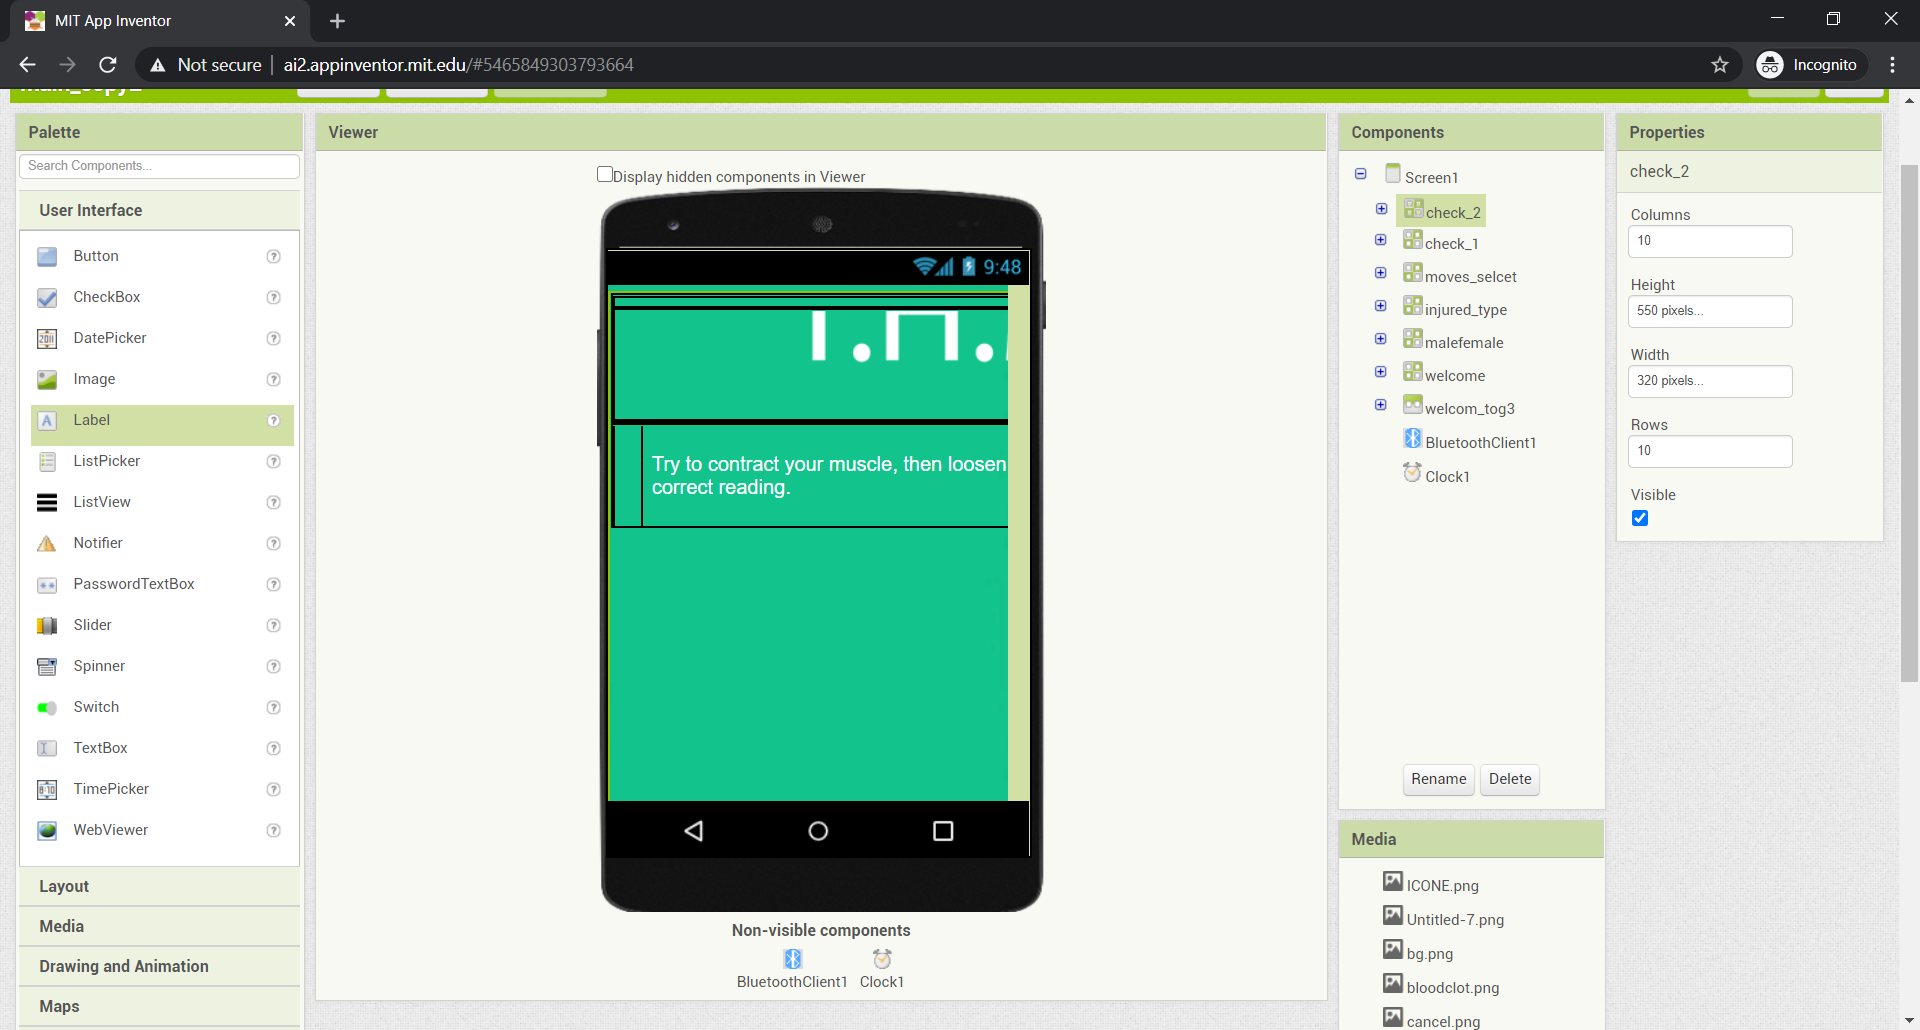 MIT App Inventor
Not secure
ai2.appinventor.mit.edu/#5465849303793664
Incognito
Palette
Search Components...
User Interface
Button
CheckBox
DatePicker
Image
Label
ListPicker
ListView
Notifier
PasswordTextBox
Slider
Spinner
Switch
TextBox
TimePicker
WebViewer
Layout
Media
Drawing and Animation
Maps
Viewer
Display hidden components in Viewer
9:48
Try to contract your muscle, then loosen
correct reading.
Non-visible components
BluetoothClient1 Clock1
Components
Screen1
check_2
check_1
moves_selcet
injured_type
malefemale
welcome
welcom_tog3
BluetoothClient1
Clock1
Rename Delete
Media
ICONE.png
Untitled-7.png
bg.png
bloodclot.png
cancel.png
Properties
check_2
Columns
10
Height
550 pixels...
Width
320 pixels...
Rows
10
Visible